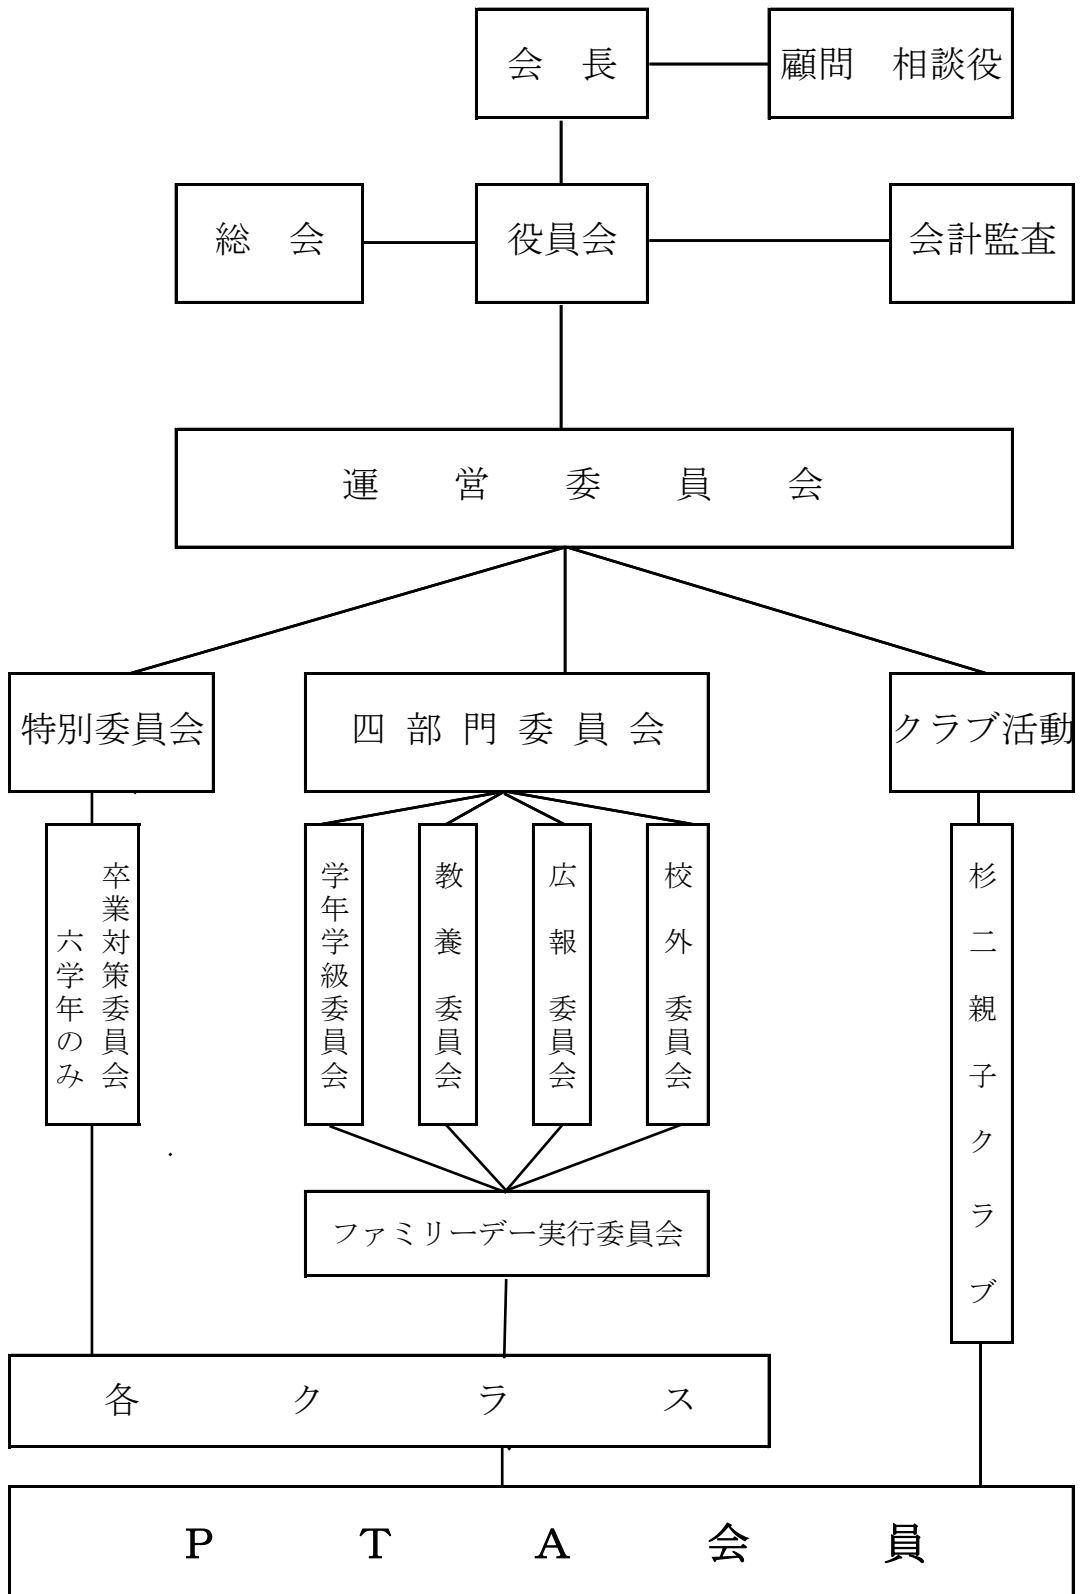 会　長
顧問　相談役
総　会
役員会
会計監査
運営委員会
特別委員会
四部門委員会
クラブ活動
卒業対策委員会
六学年のみ
学年学級委員会
教養委員会
広報委員会
校外委員会
杉二親子クラブ
ファミリーデー実行委員会
各クラス
ＰＴＡ会員